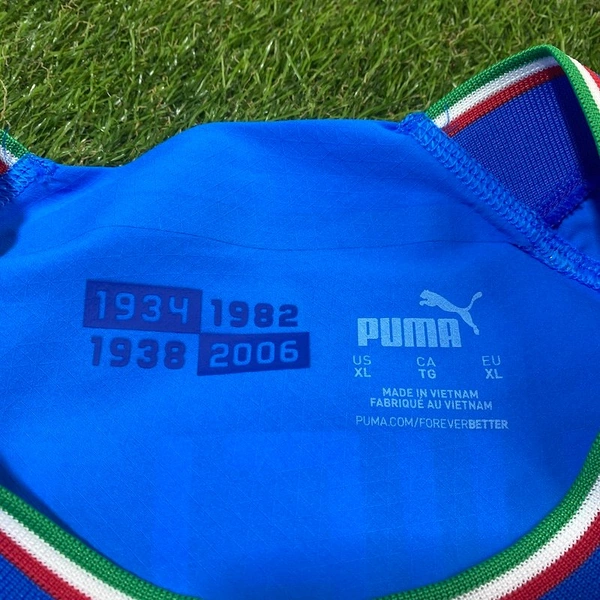 1934 1982
1938 2006
PUMA
US CA EU
XL TG XL
MADE IN VIETNAM
FABRIQUÉ AU VIETNAM
PUMA.COM/FOREVERBETTER